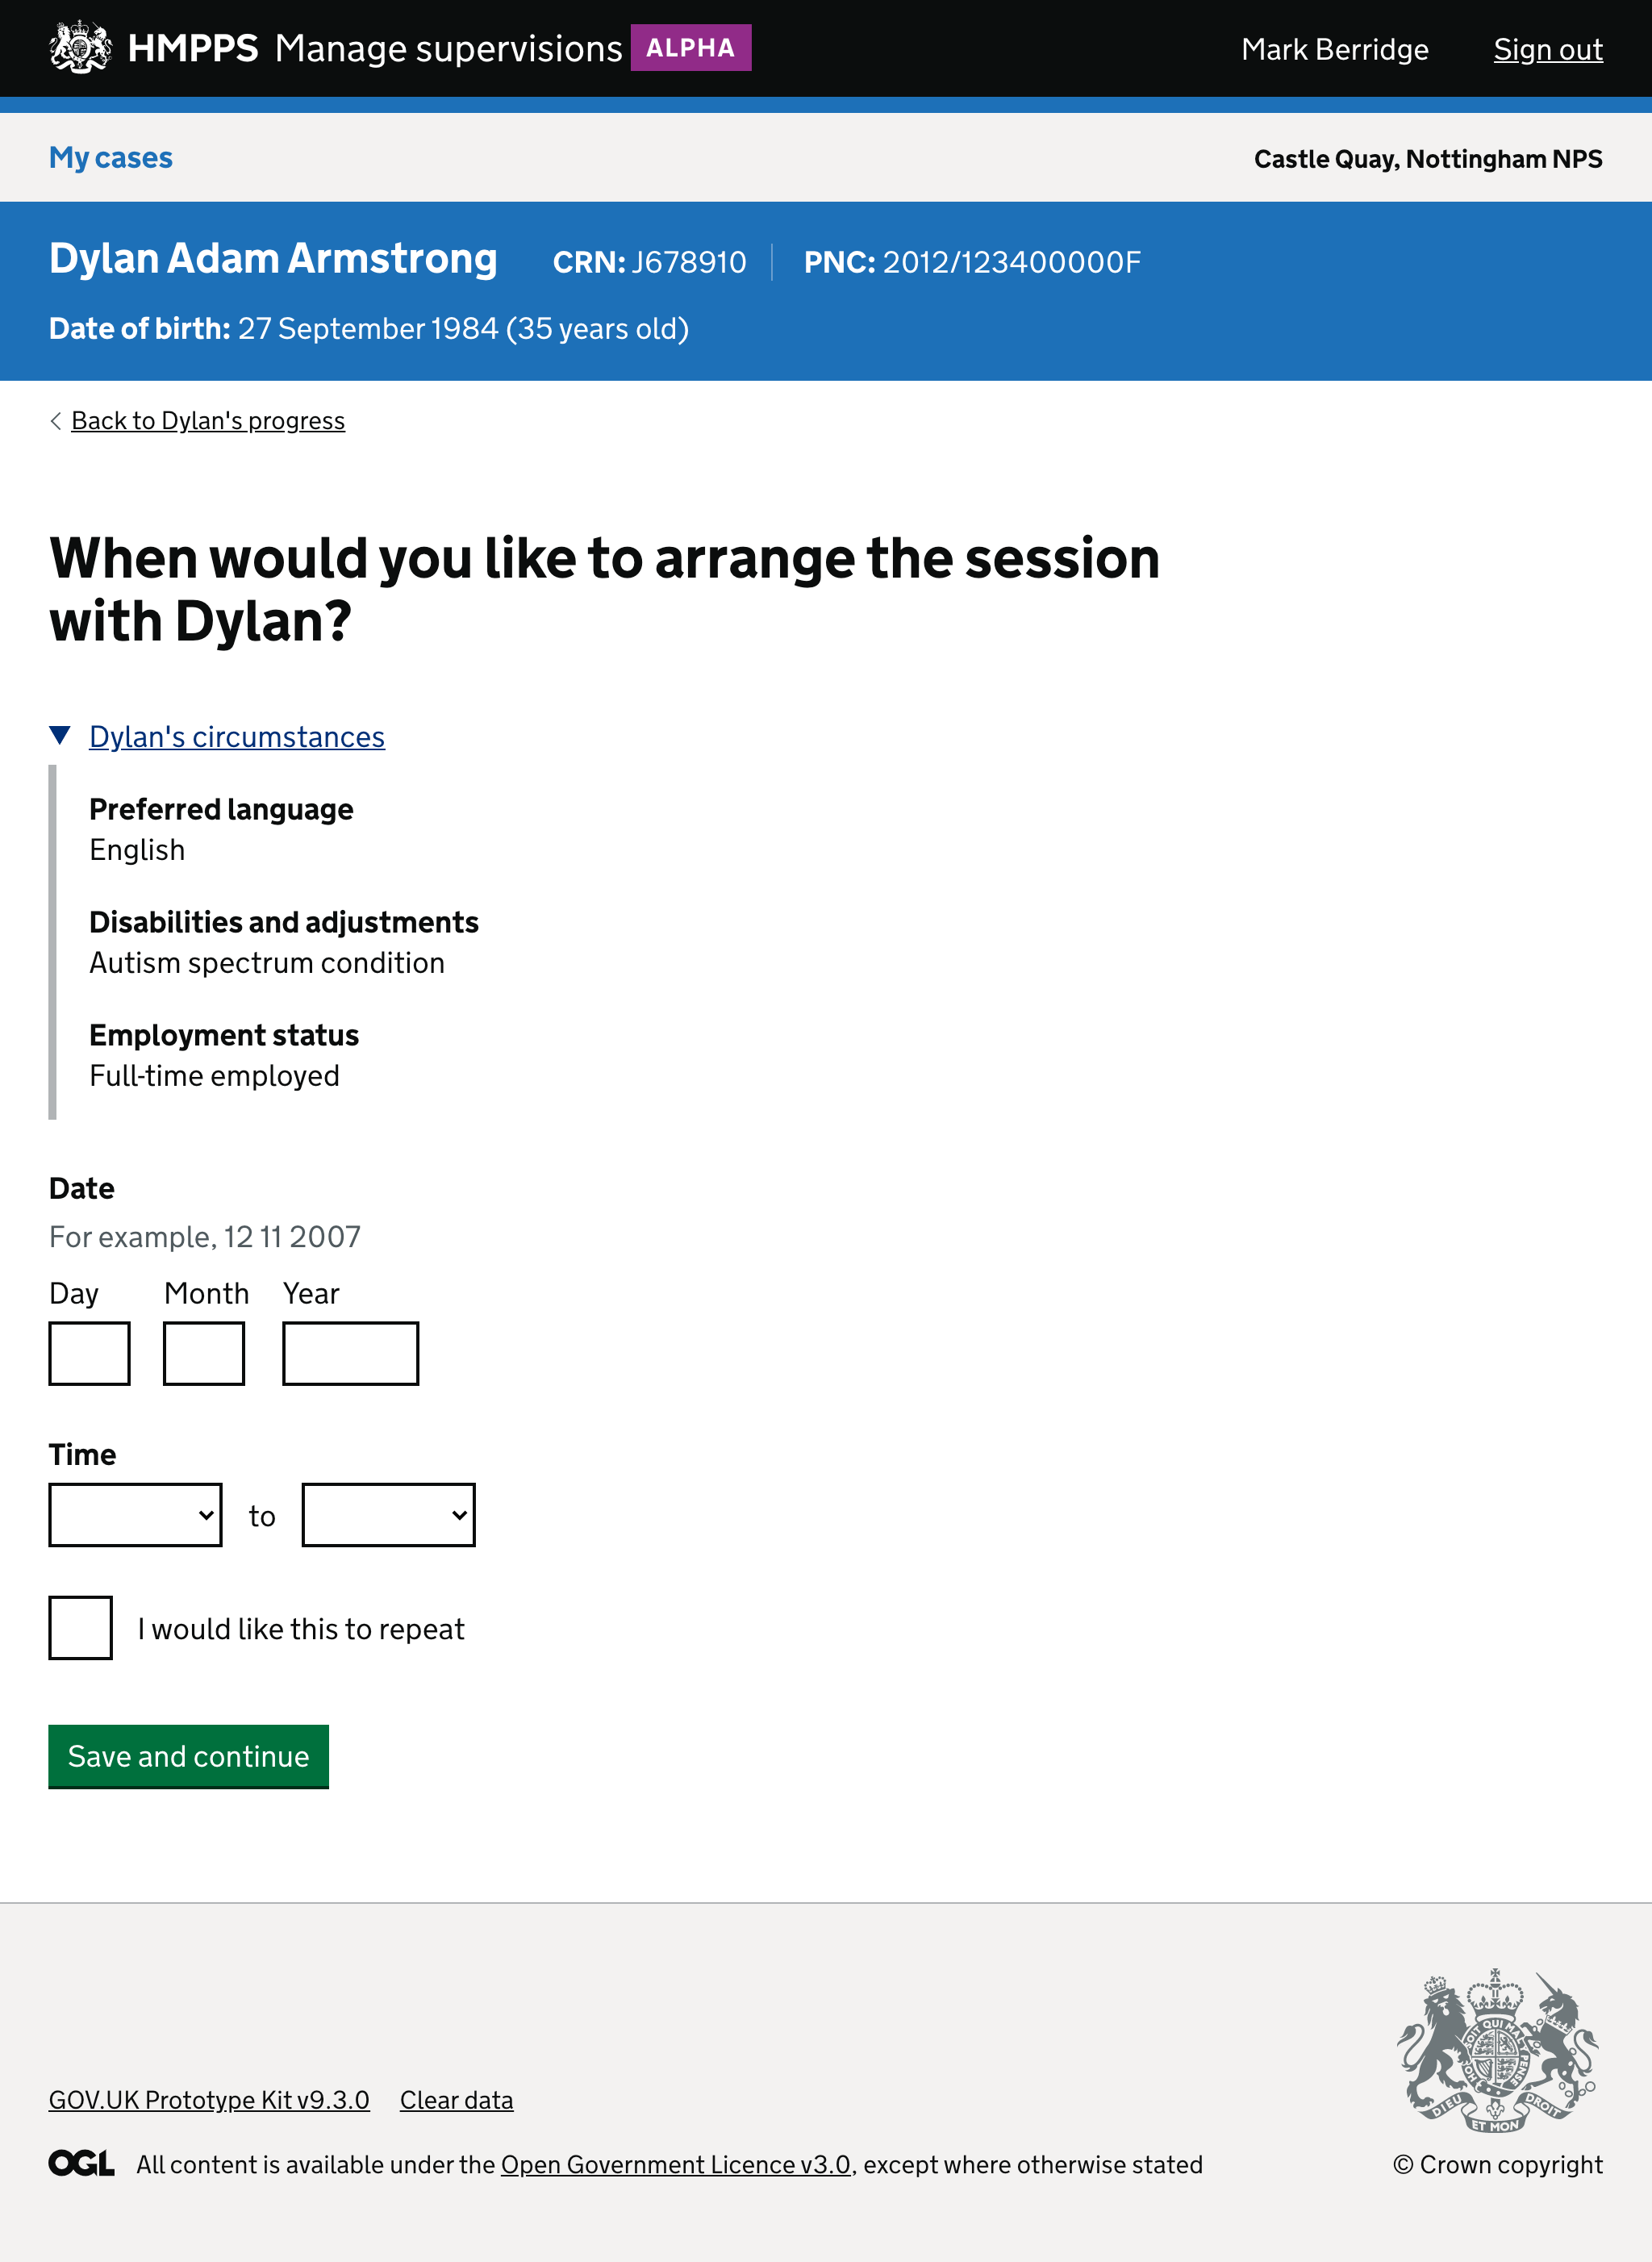 HMPPS Manage supervisions ALPHA Mark Berridge Sign out
My cases Castle Quay, Nottingham NPS
Dylan Adam Armstrong CRN: J678910 PNC: 2012/123400000F
Date of birth: 27 September 1984 (35 years old)
Back to Dylan's progress
When would you like to arrange the session
with Dylan?
Dylan's circumstances
Preferred language
English
Disabilities and adjustments
Autism spectrum condition
Employment status
Full-time employed
Date
For example, 12 11 2007
Day Month Year
Time
to
I would like this to repeat
Save and continue
DIEU ET MON DROIT
GOV.UK Prototype Kit v9.3.0 Clear data
OGL All content is available under the Open Government Licence v3.0, except where otherwise stated © Crown copyright